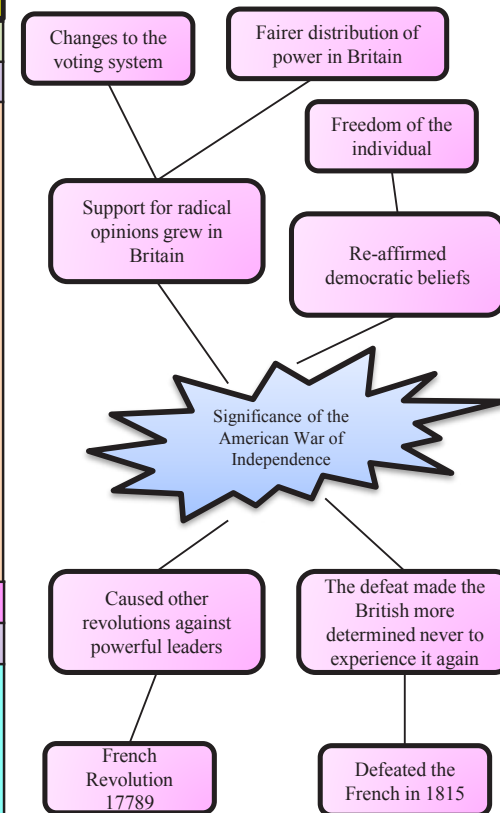 Changes to the
voting system
Fairer distribution of
power in Britain
Freedom of the
individual
Support for radical
opinions grew in
Britain
Re-affirmed
democratic beliefs
Significance of the
American War of
Independence
Caused other
revolutions against
powerful leaders
The defeat made the
British more
determined never to
experience it again
French
Revolution
17789
Defeated the
French in 1815